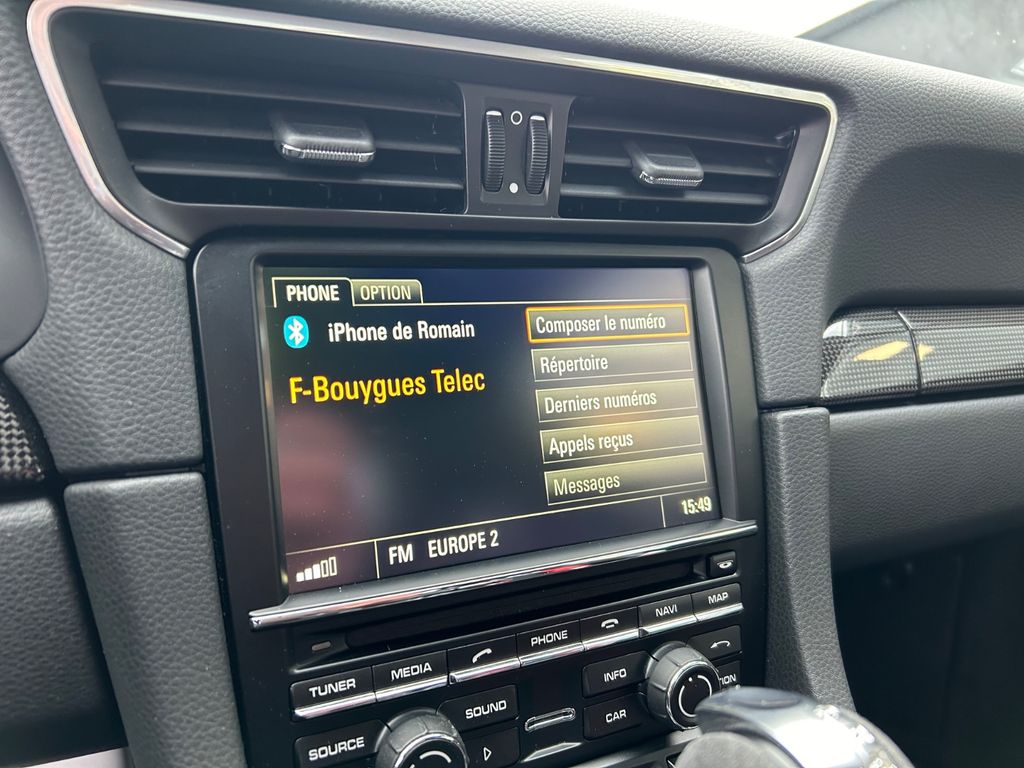 PHONE OPTION
iPhone de Romain
F-Bouygues Telec
Composer le numéro
Répertoire
Derniers numéros
Appels reçus
Messages
FM EUROPE 2
15:49
TUNER
MEDIA
PHONE
NAVI
MAP
SOURCE
SOUND
INFO
CAR